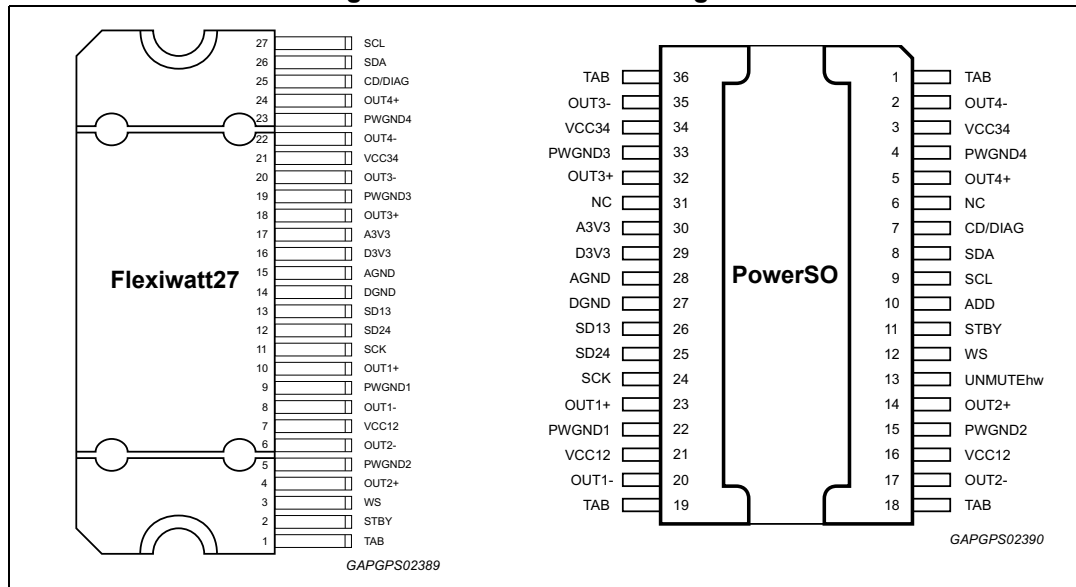 27 SCL
26 SDA
25 CD/DIAG
24 OUT4+
23 PWGND4
22 OUT4-
21 VCC34
20 OUT3-
19 PWGND3
18 OUT3+
17 A3V3
16 D3V3
15 AGND
14 DGND
13 SD13
12 SD24
11 SCK
10 OUT1+
9 PWGND1
8 OUT1-
7 VCC12
6 OUT2-
5 PWGND2
4 OUT2+
3 WS
2 STBY
1 TAB
Flexiwatt27
GAPGPS02389
TAB 36 1 TAB
OUT3- 35 2 OUT4-
VCC34 34 3 VCC34
PWGND3 33 4 PWGND4
OUT3+ 32 5 OUT4+
NC 31 6 NC
A3V3 30 7 CD/DIAG
D3V3 29 8 SDA
AGND 28 9 SCL
DGND 27 10 ADD
SD13 26 11 STBY
SD24 25 12 WS
SCK 24 13 UNMUTEhw
OUT1+ 23 14 OUT2+
PWGND1 22 15 PWGND2
VCC12 21 16 VCC12
OUT1- 20 17 OUT2-
TAB 19 18 TAB
PowerSO
GAPGPS02390